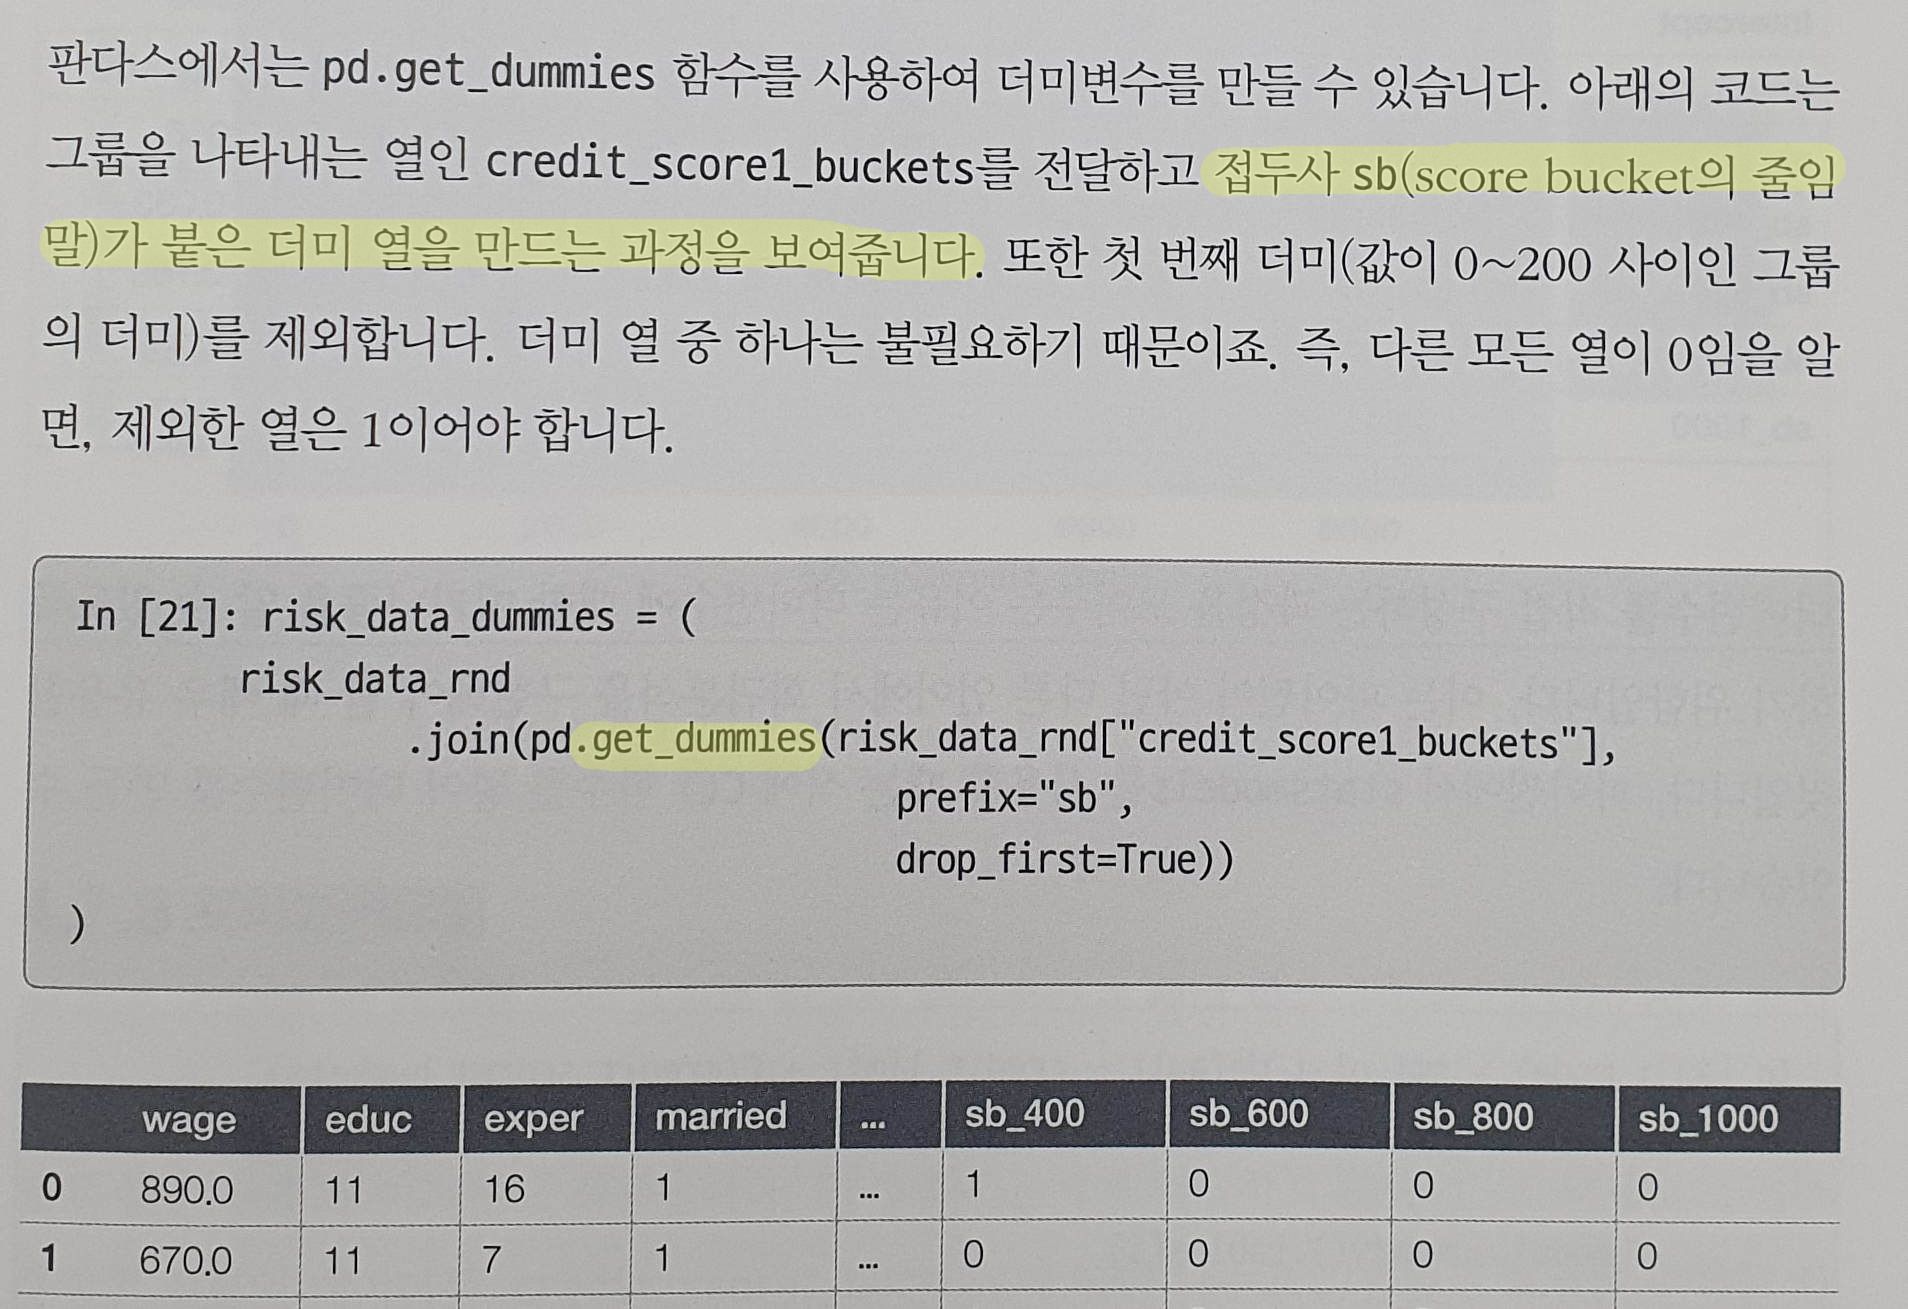 판다스에서는 pd.get_dummies 함수를 사용하여 더미변수를 만들 수 있습니다. 아래의 코드는
그룹을 나타내는 열인 credit_score1_buckets를 전달하고 접두사 sb(score bucket의 줄임
말)가 붙은 더미 열을 만드는 과정을 보여줍니다. 또한 첫 번째 더미(값이 0~200 사이인 그룹
의 더미)를 제외합니다. 더미 열 중 하나는 불필요하기 때문이죠. 즉, 다른 모든 열이 0임을 알
면, 제외한 열은 1이어야 합니다.
In [21]: risk_data_dummies = (
risk_data_rnd
.join(pd.get_dummies(risk_data_rnd["credit_score1_buckets"],
prefix="sb",
drop_first=True))
)
wage educ exper married ... sb_400 sb_600 sb_800 sb_1000
0 890.0 11 16 1 ... 1 0 0 0
1 670.0 11 7 1 ... 0 0 0 0